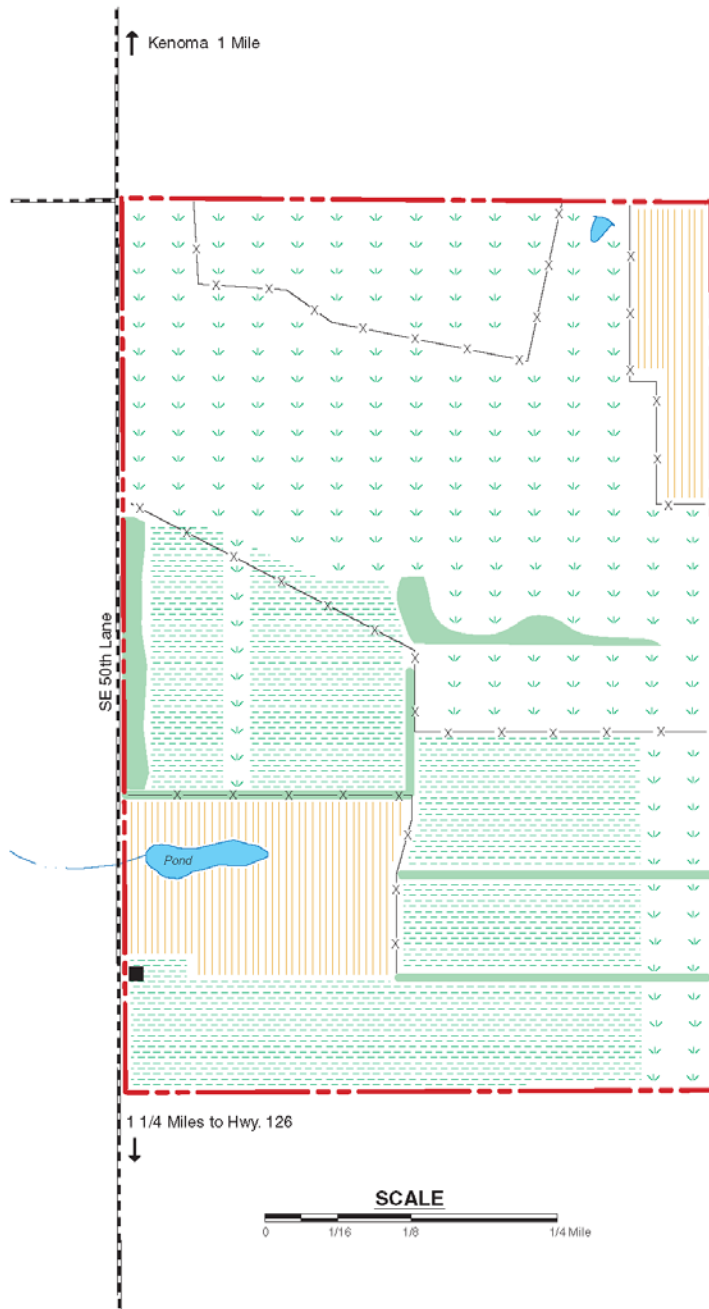 Kenoma 1 Mile
SE 50th Lane
Pond
1 1/4 Miles to Hwy. 126
SCALE
0 1/16 1/8 1/4 Mile